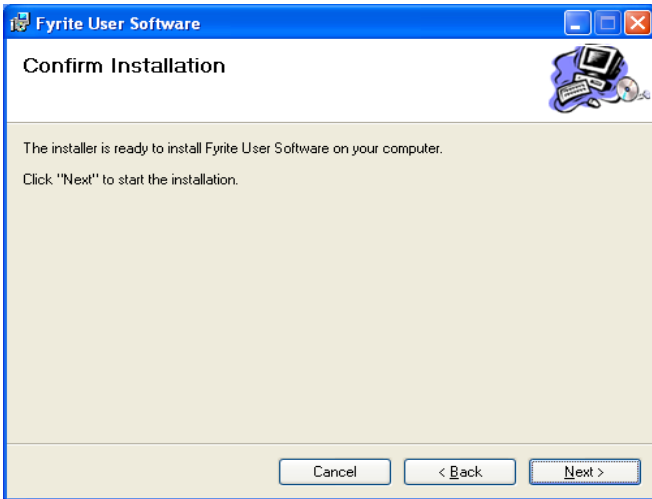 Fyrite User Software
Confirm Installation
The installer is ready to install Fyrite User Software on your computer.
Click "Next" to start the installation.
Cancel
< Back
Next >